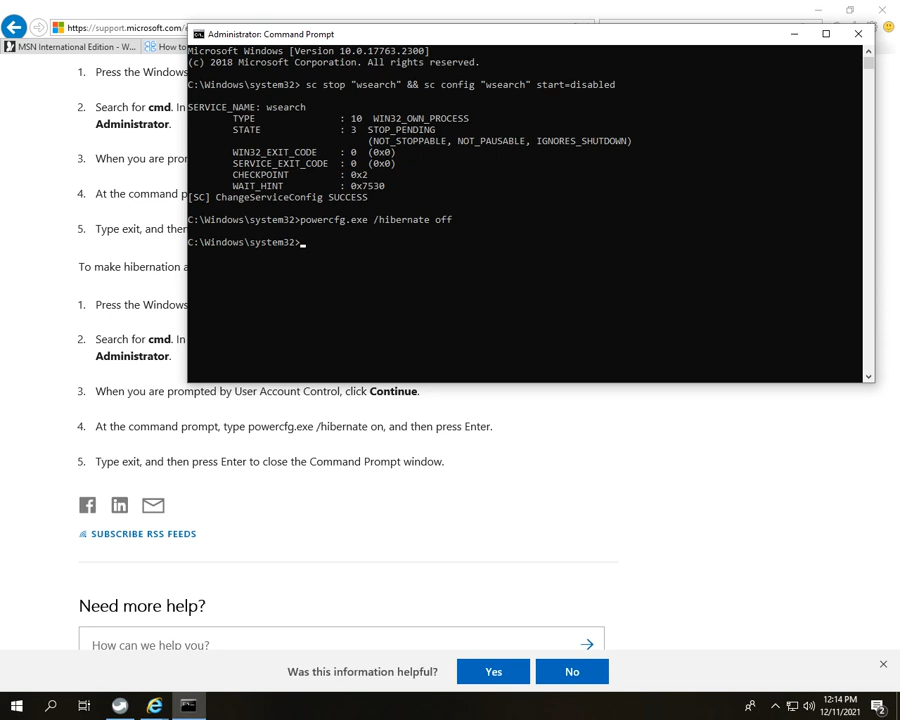 https://support.microsoft.com/
MSN International Edition - W...
How to
Administrator: Command Prompt
Microsoft Windows [Version 10.0.17763.2300]
(c) 2018 Microsoft Corporation. All rights reserved.
C:\Windows\system32> sc stop "wsearch" && sc config "wsearch" start=disabled
SERVICE_NAME: wsearch
TYPE : 10 WIN32_OWN_PROCESS
STATE : 3 STOP_PENDING
(NOT_STOPPABLE, NOT_PAUSABLE, IGNORES_SHUTDOWN)
WIN32_EXIT_CODE : 0 (0x0)
SERVICE_EXIT_CODE : 0 (0x0)
CHECKPOINT : 0x2
WAIT_HINT : 0x7530
[SC] ChangeServiceConfig SUCCESS
C:\Windows\system32>powercfg.exe /hibernate off
C:\Windows\system32>
1. Press the Windows
2. Search for cmd. In
Administrator.
3. When you are pro
4. At the command p
5. Type exit, and then
To make hibernation a
1. Press the Windows
2. Search for cmd. In
Administrator.
3. When you are prompted by User Account Control, click Continue.
4. At the command prompt, type powercfg.exe /hibernate on, and then press Enter.
5. Type exit, and then press Enter to close the Command Prompt window.
SUBSCRIBE RSS FEEDS
Need more help?
How can we help you?
Was this information helpful?
Yes
No
12:14 PM
12/11/2021
2